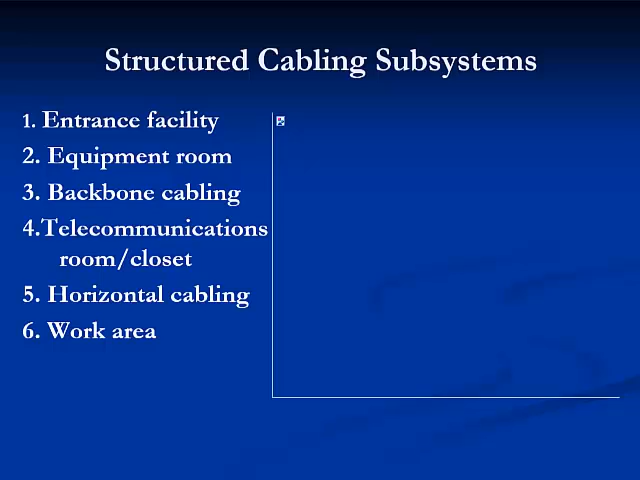 Structured Cabling Subsystems
1. Entrance facility
2. Equipment room
3. Backbone cabling
4.Telecommunications
room/closet
5. Horizontal cabling
6. Work area